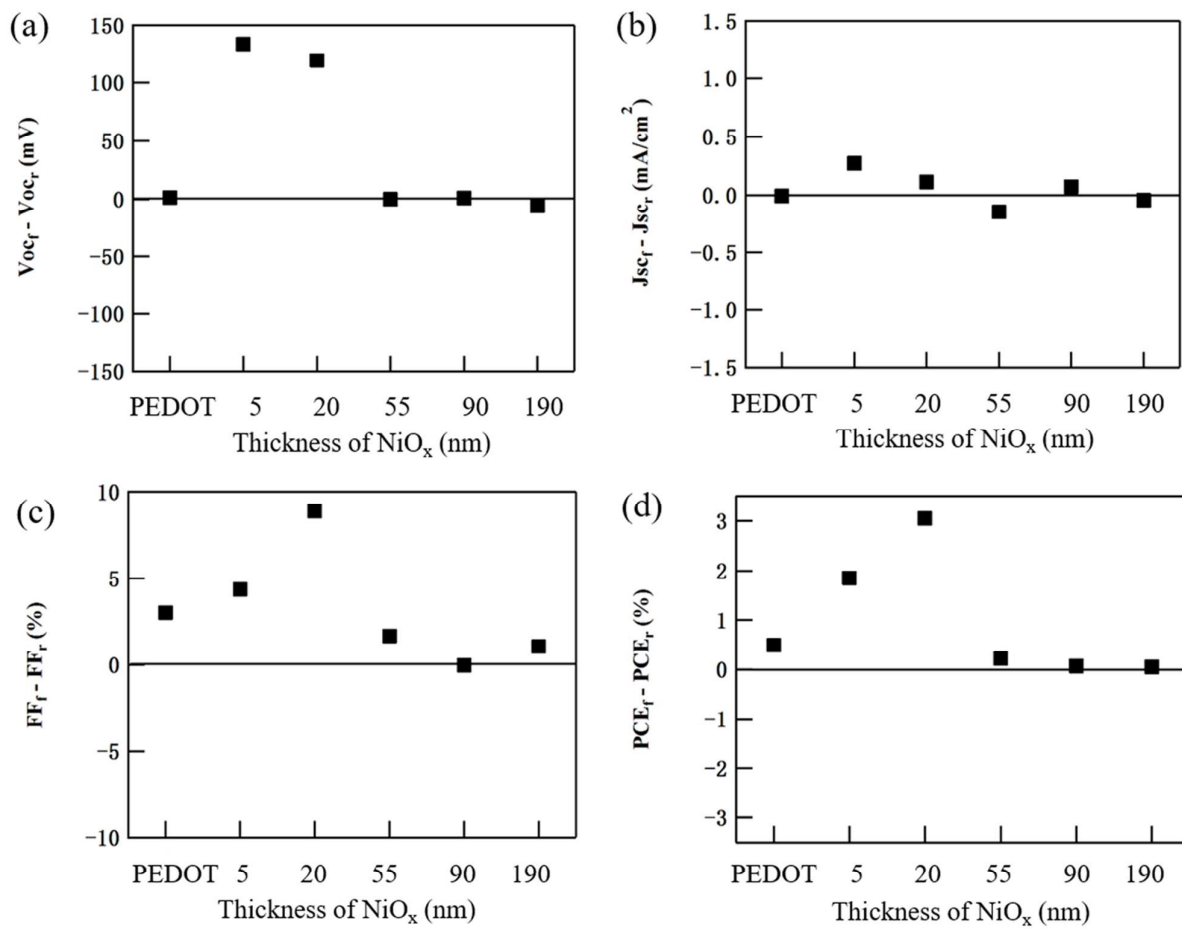 (a)
150
100
50
0
−50
−100
−150
Voc_f - Voc_r (mV)
PEDOT 5 20 55 90 190
Thickness of NiO_x (nm)
(b)
1.5
1.0
0.5
0.0
−0.5
−1.0
−1.5
Jsc_f - Jsc_r (mA/cm²)
PEDOT 5 20 55 90 190
Thickness of NiO_x (nm)
(c)
10
5
0
−5
−10
FF_f - FF_r (%)
PEDOT 5 20 55 90 190
Thickness of NiO_x (nm)
(d)
3
2
1
0
−1
−2
−3
PCE_f - PCE_r (%)
PEDOT 5 20 55 90 190
Thickness of NiO_x (nm)